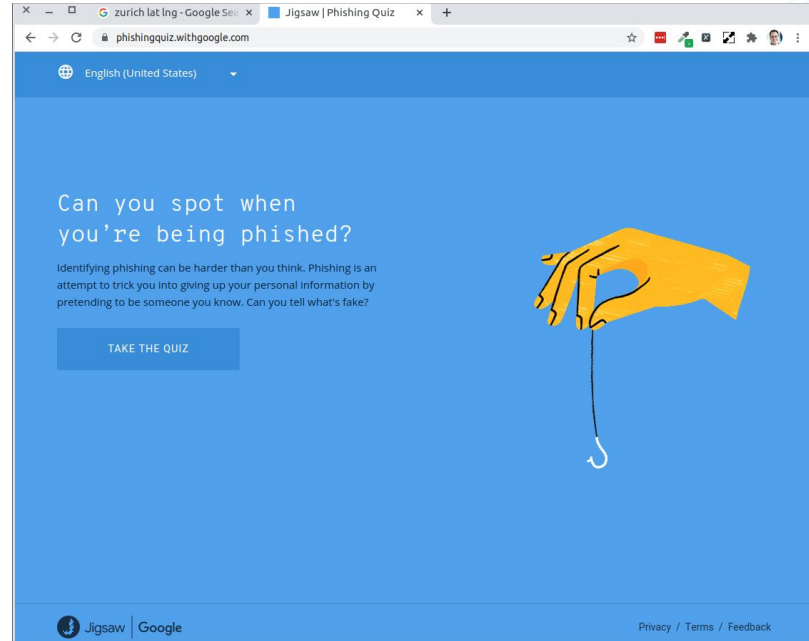 zurich lat lng - Google Sea
Jigsaw | Phishing Quiz
phishingquiz.withgoogle.com
English (United States)
Can you spot when
you're being phished?
Identifying phishing can be harder than you think. Phishing is an
attempt to trick you into giving up your personal information by
pretending to be someone you know. Can you tell what's fake?
TAKE THE QUIZ
Jigsaw | Google
Privacy / Terms / Feedback